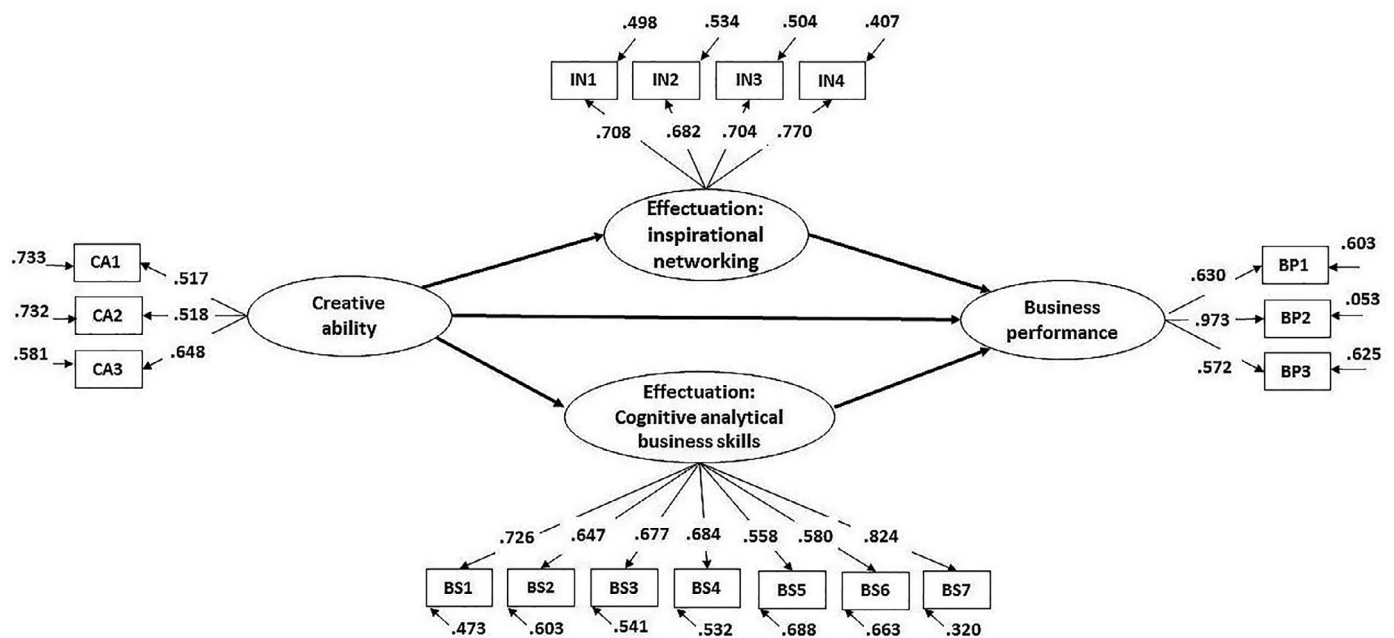 .498 .534 .504 .407
IN1 IN2 IN3 IN4
.708 .682 .704 .770
Effectuation:
inspirational
networking
.733 CA1 .517
.732 CA2 .518
.581 CA3 .648
Creative
ability
Business
performance
.630 BP1 .603
.973 BP2 .053
.572 BP3 .625
Effectuation:
Cognitive analytical
business skills
.726 .647 .677 .684 .558 .580 .824
BS1 BS2 BS3 BS4 BS5 BS6 BS7
.473 .603 .541 .532 .688 .663 .320